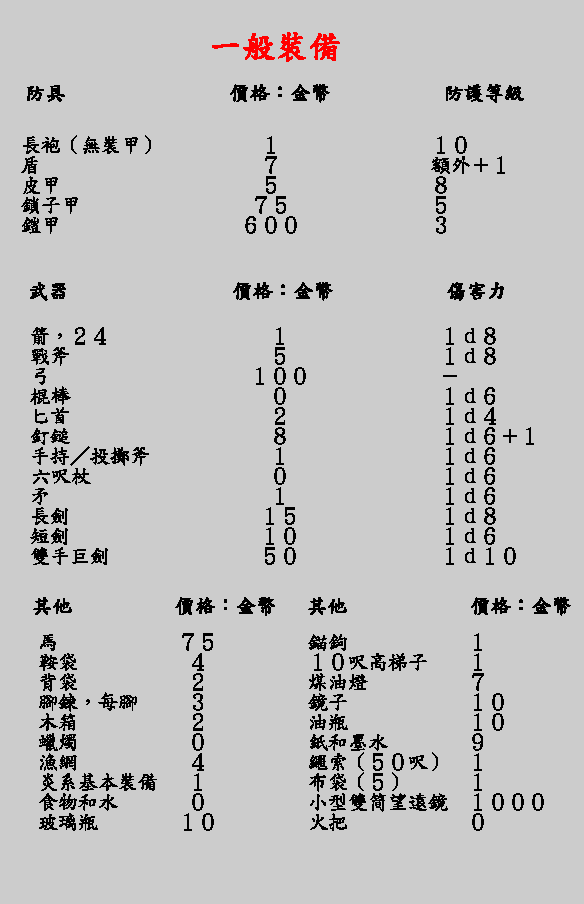 一般裝備
防具 價格：金幣 防護等級
長袍（無裝甲） １ １０
盾 ７ 額外＋１
皮甲 ５ ８
鎖子甲 ７５ ５
鎧甲 ６００ ３
武器 價格：金幣 傷害力
箭，２４ １ １ｄ８
戰斧 ５ １ｄ８
弓 １００ －
棍棒 ０ １ｄ６
匕首 ２ １ｄ４
釘鎚 ８ １ｄ６＋１
手持／投擲斧 １ １ｄ６
六呎杖 ０ １ｄ６
矛 １ １ｄ６
長劍 １５ １ｄ８
短劍 １０ １ｄ６
雙手巨劍 ５０ １ｄ１０
其他 價格：金幣 其他 價格：金幣
馬 ７５ 錨鉤 １
鞍袋 ４ １０呎高梯子 １
背袋 ２ 煤油燈 ７
腳鍊，每腳 ３ 鏡子 １０
木箱 ２ 油瓶 １０
蠟燭 ０ 紙和墨水 ９
漁網 ４ 繩索（５０呎） １
炎系基本裝備 １ 布袋（５） １
食物和水 ０ 小型雙筒望遠鏡 １０００
玻璃瓶 １０ 火把 ０